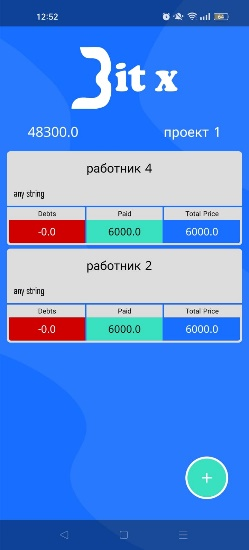 12:52
Bit x
48300.0 проект 1
работник 4
any string
Debts Paid Total Price
-0.0 6000.0 6000.0
работник 2
any string
Debts Paid Total Price
-0.0 6000.0 6000.0
+